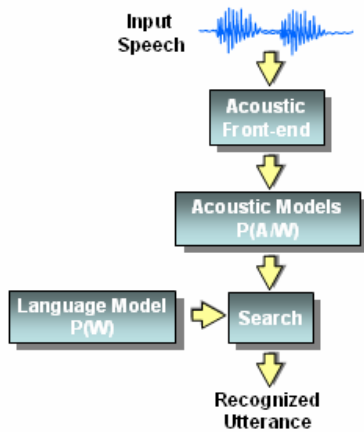 Input
Speech
Acoustic
Front-end
Acoustic Models
P(A/W)
Language Model
P(W)
Search
Recognized
Utterance